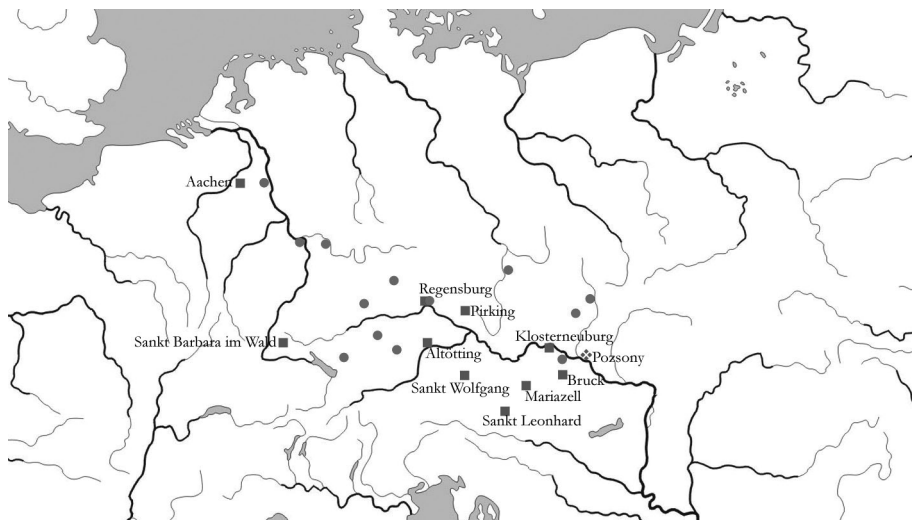 Aachen
Regensburg
Pirking
Sankt Barbara im Wald
Altötting
Klosterneuburg
Pozsony
Sankt Wolfgang
Bruck
Mariazell
Sankt Leonhard